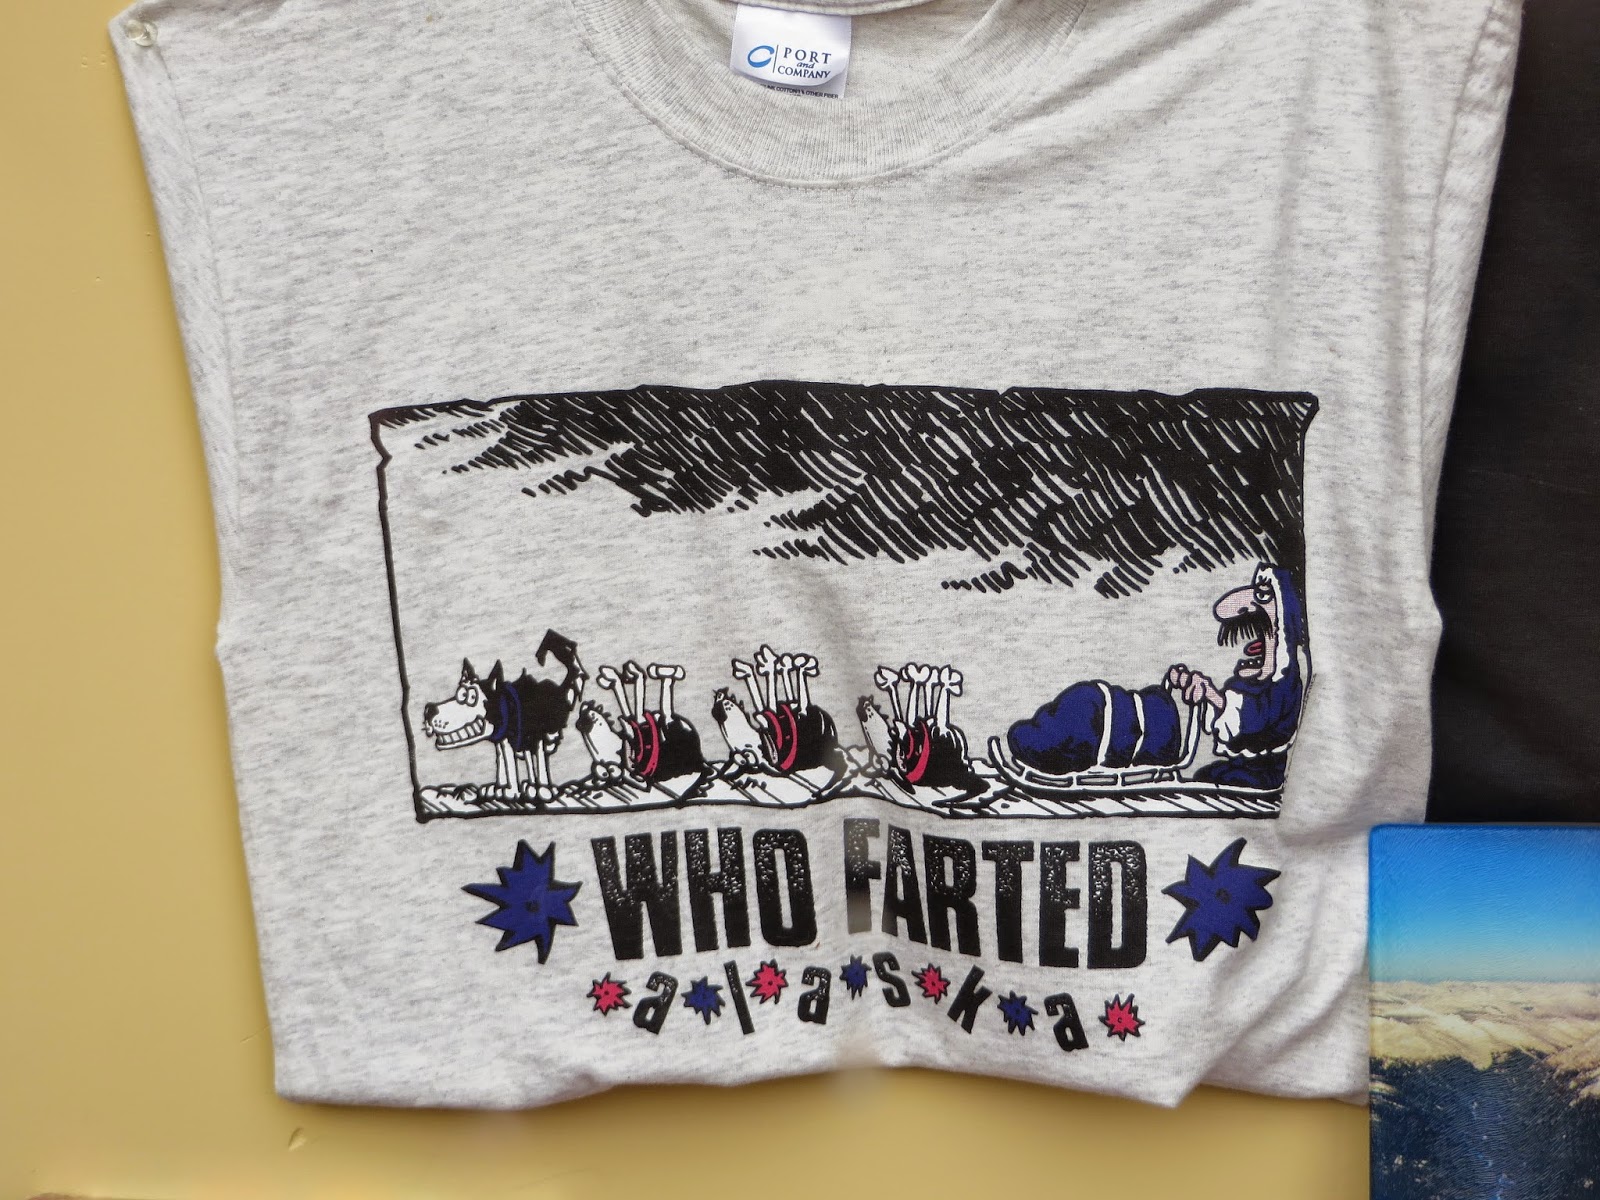 PORT
and
COMPANY
WHO FARTED
alaska